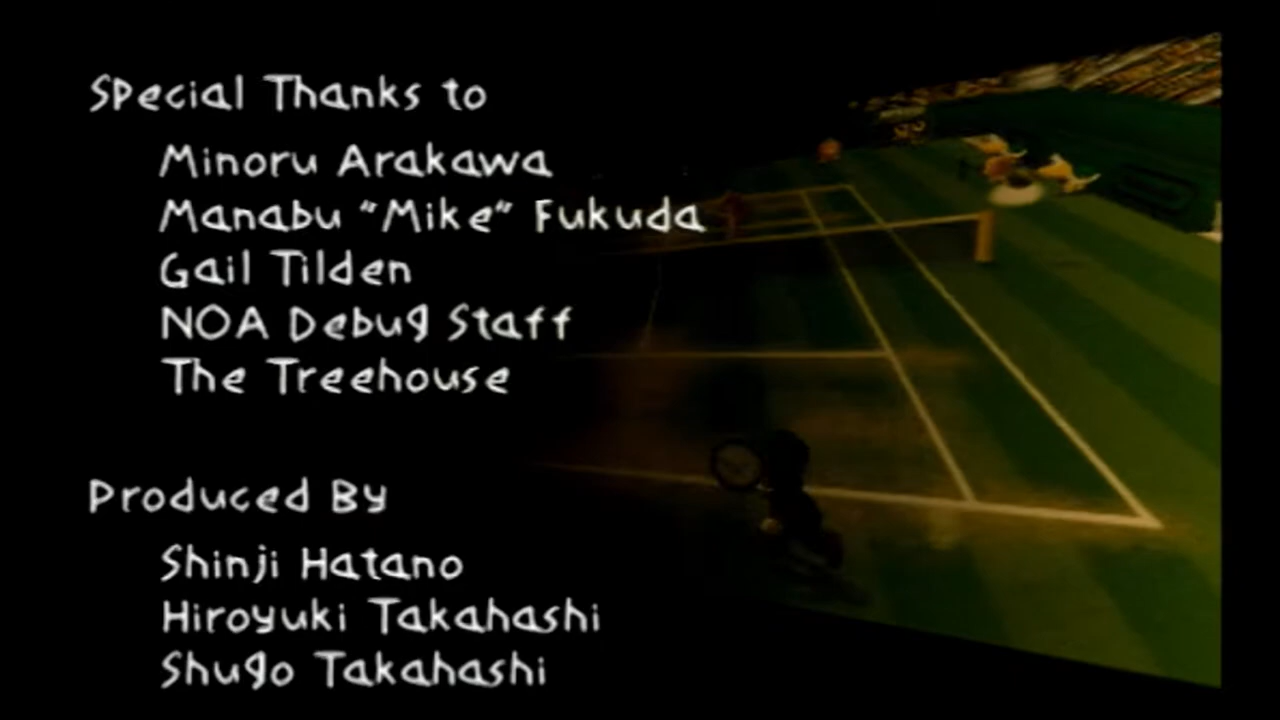 Special Thanks to
Minoru Arakawa
Manabu "Mike" Fukuda
Gail Tilden
NOA Debug Staff
The Treehouse
Produced By
Shinji Hatano
Hiroyuki Takahashi
Shugo Takahashi